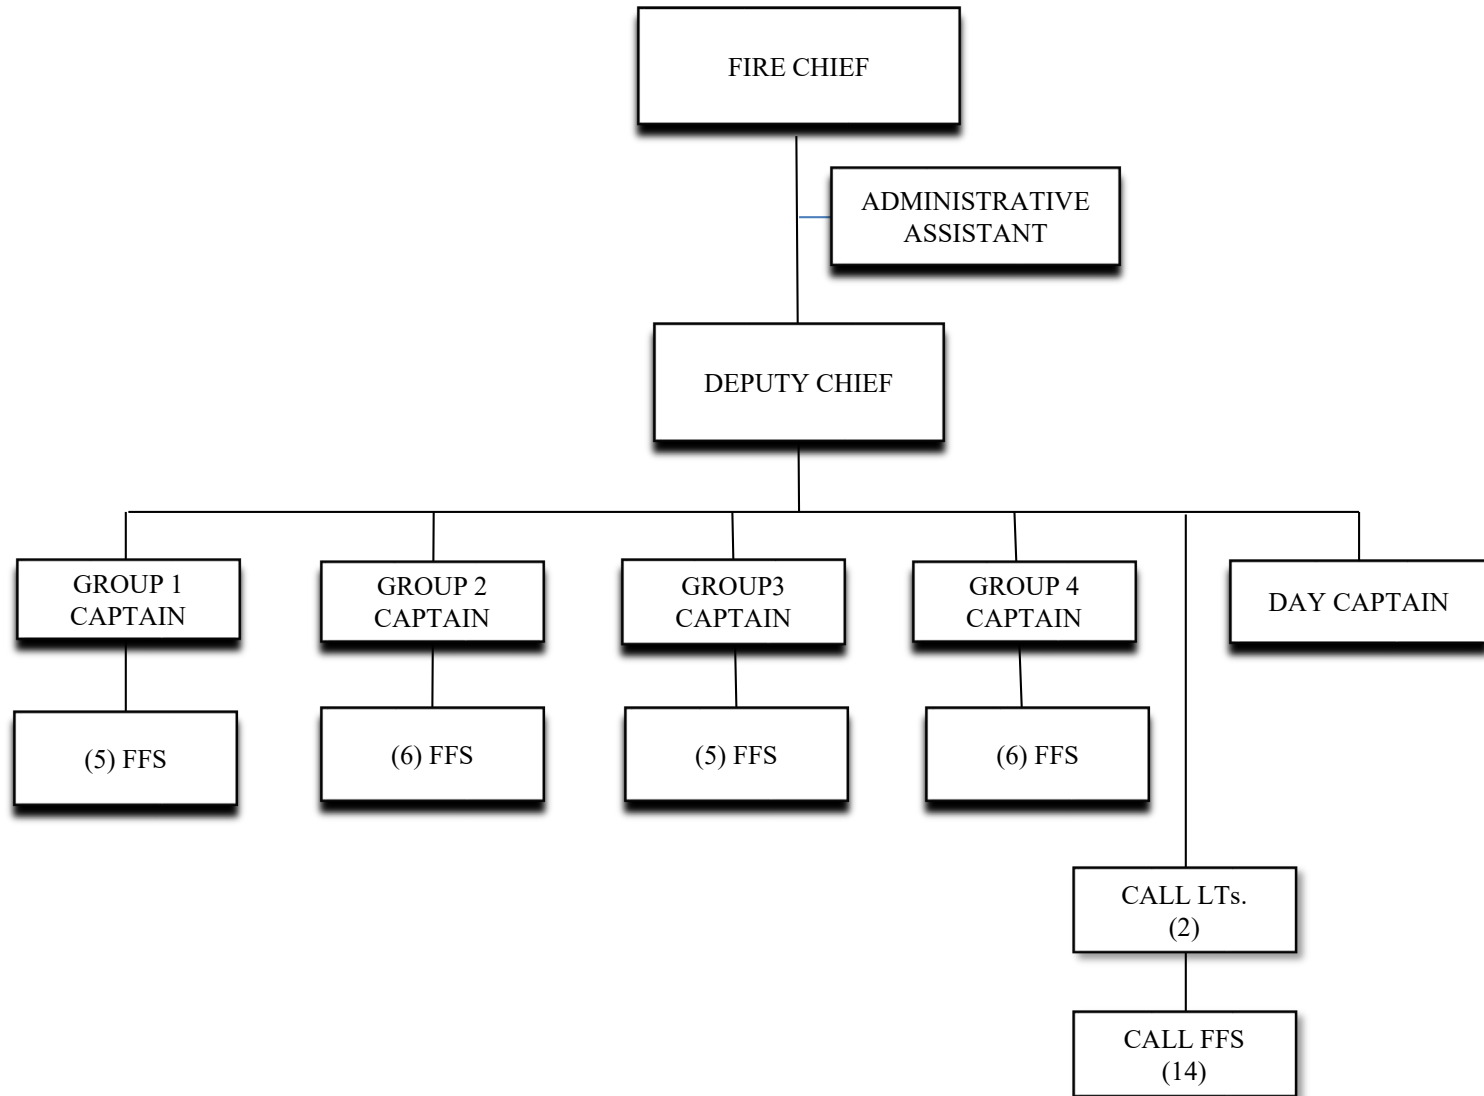 FIRE CHIEF
ADMINISTRATIVE
ASSISTANT
DEPUTY CHIEF
GROUP 1
CAPTAIN
GROUP 2
CAPTAIN
GROUP3
CAPTAIN
GROUP 4
CAPTAIN
DAY CAPTAIN
(5) FFS
(6) FFS
(5) FFS
(6) FFS
CALL LTs.
(2)
CALL FFS
(14)